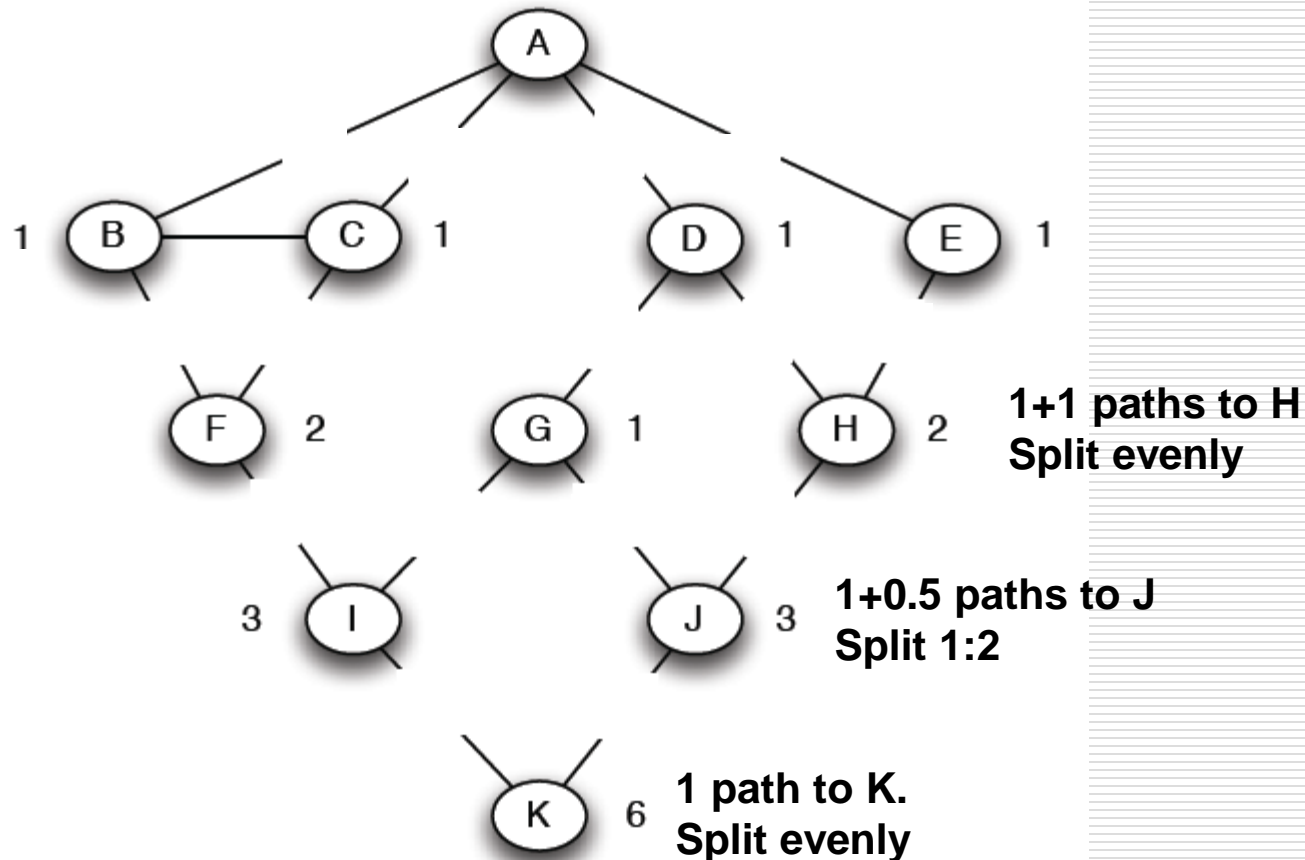 A
1 B C 1 D 1 E 1
F 2 G 1 H 2
1+1 paths to H
Split evenly
3 I J 3
1+0.5 paths to J
Split 1:2
K 6
1 path to K.
Split evenly